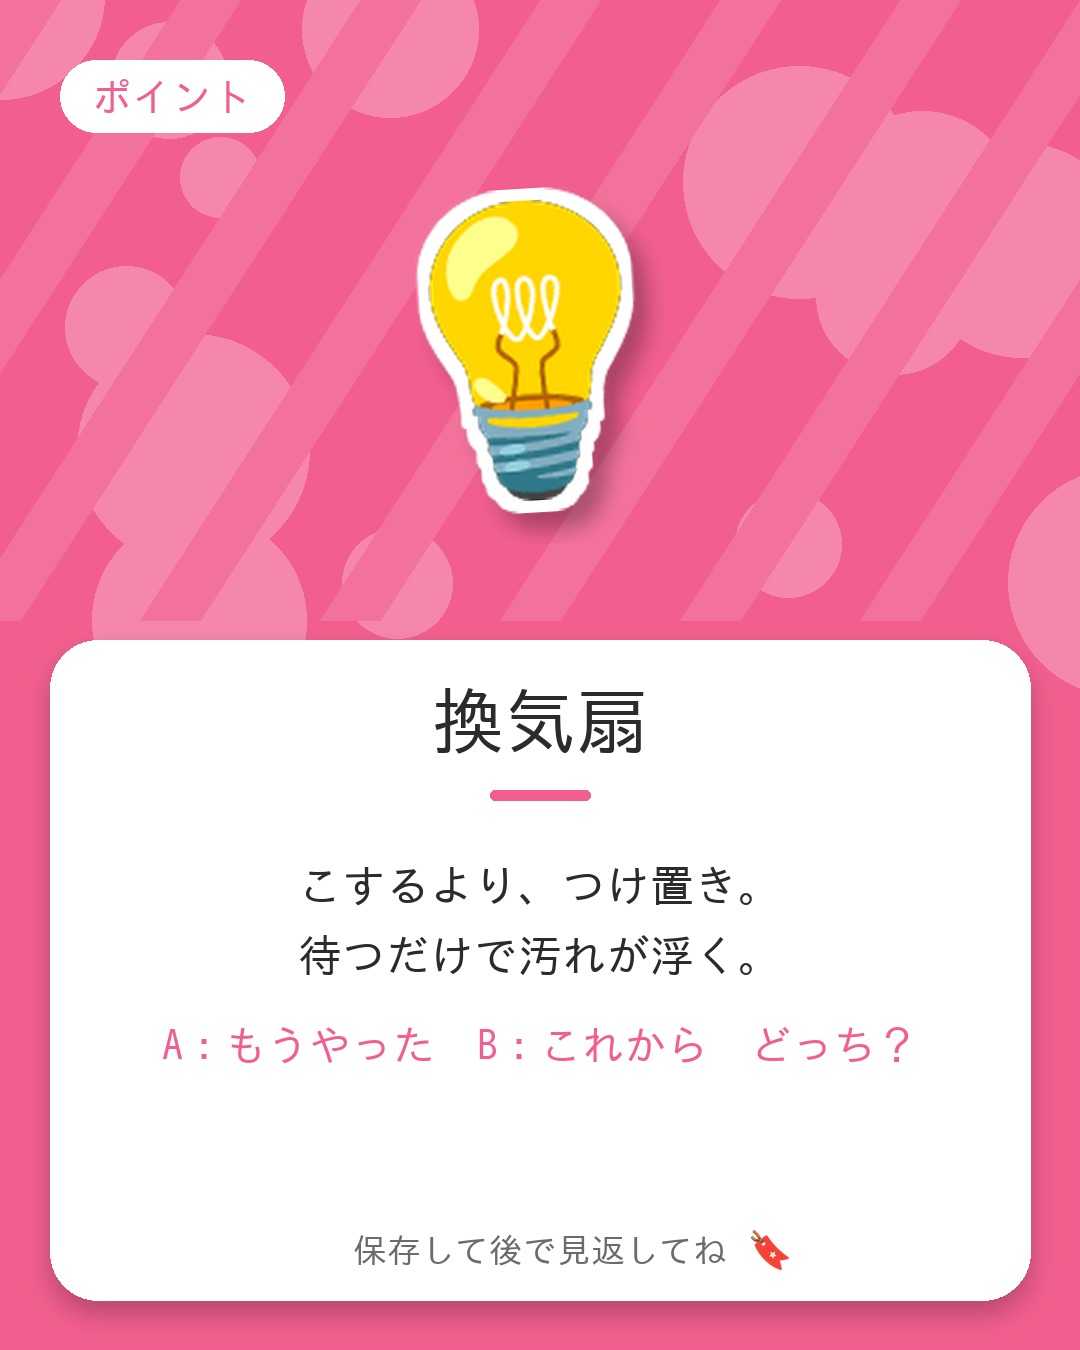 ポイント
換気扇
こするより、つけ置き。
待つだけで汚れが浮く。
A：もうやった　B：これから　どっち？
保存して後で見返してね